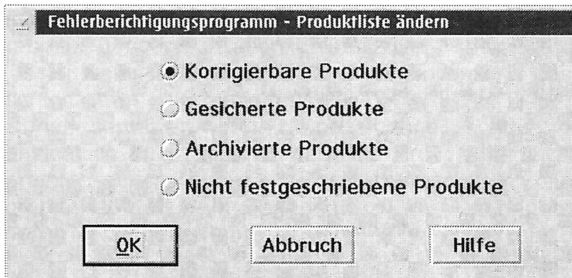 Fehlerberichtigungsprogramm - Produktliste ändern
Korrigierbare Produkte
Gesicherte Produkte
Archivierte Produkte
Nicht festgeschriebene Produkte
OK Abbruch Hilfe